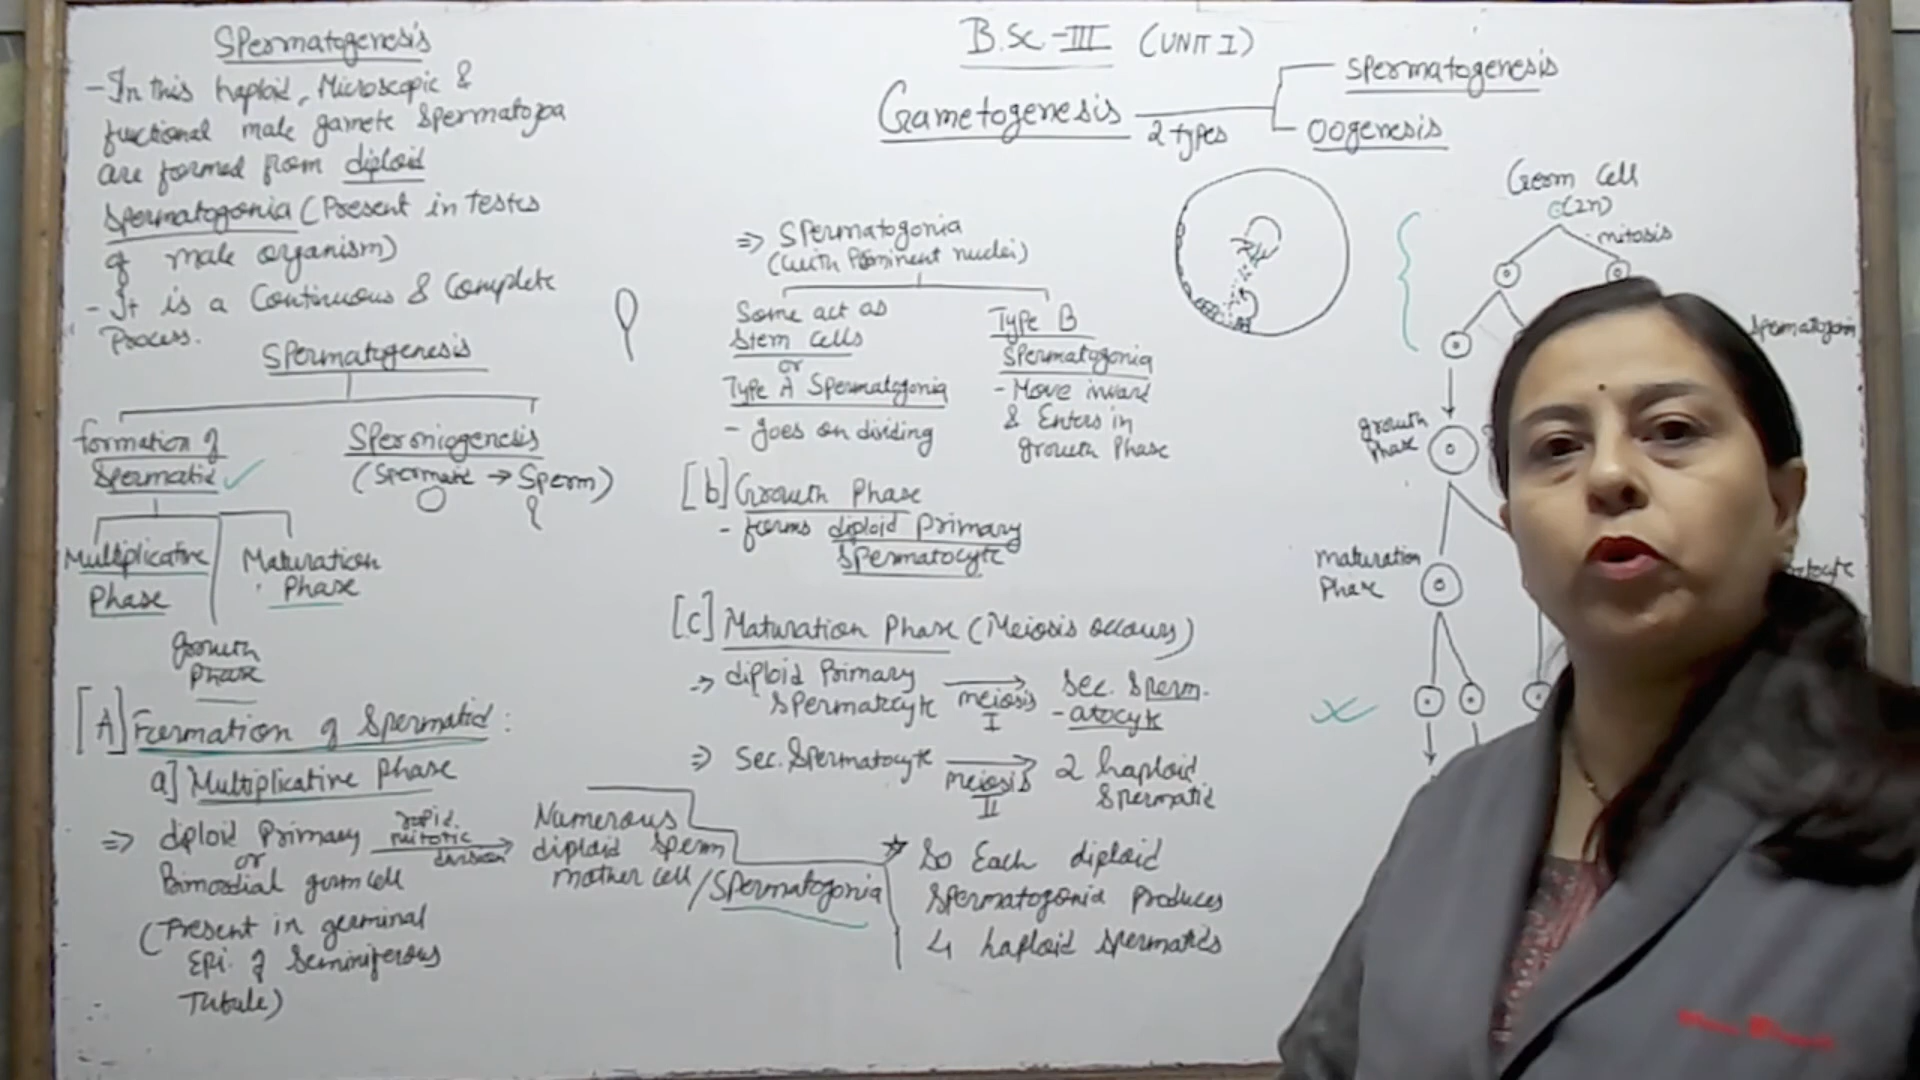 Spermatogenesis
- In this haploid, Microscopic &
functional male gamete Spermatozoa
are formed from diploid
Spermatogonia (Present in testes
of male organism)
- It is a Continuous & Complete
Process.
Spermatogenesis
formation of
Spermatid
Spermiogenesis
(Spermatic → Sperm)
Multiplicative
Phase
Maturation
Phase
growth
Phase
[A] Formation of Spermatid :
a] Multiplicative Phase
⇒ diploid Primary
or
Primordial germ cell
rapid
mitotic
division
(Present in germinal
Epi. of Seminiferous
Tubule)
Numerous
diploid Sperm
mother cell / Spermatogonia
B.Sc.-III (UNIT I)
Gametogenesis
2 types
Spermatogenesis
Oogenesis
⇒ Spermatogonia
(with Prominent nuclei)
Some act as
Stem Cells
or
Type A Spermatogonia
- goes on dividing
Type B
Spermatogonia
- Move inward
& Enters in
growth Phase
[b] Growth Phase
- forms diploid primary
Spermatocyte
[c] Maturation Phase (Meiosis occurs)
→ diploid Primary
Spermatocyte
meiosis
I
Sec. Sperm.
-atocyte
⇒ Sec. Spermatocyte
meiosis
II
2 haploid
Spermatid
☆ So Each diploid
Spermatogonia Produces
4 haploid spermatids
Germ Cell
(2n)
mitosis
Spermatogon
growth
Phase
maturation
Phase